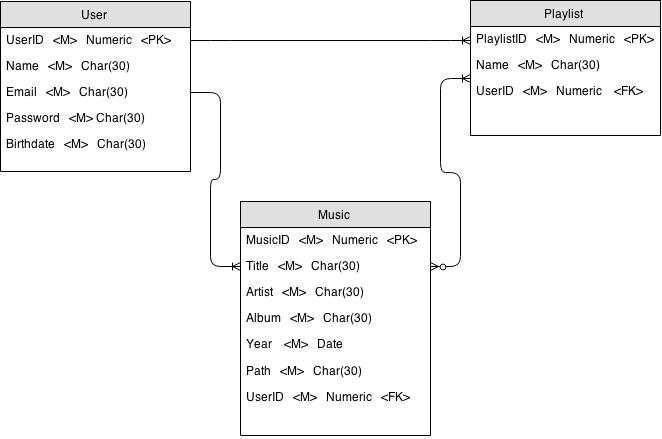 User
UserID <M> Numeric <PK>
Name <M> Char(30)
Email <M> Char(30)
Password <M> Char(30)
Birthdate <M> Char(30)
Playlist
PlaylistID <M> Numeric <PK>
Name <M> Char(30)
UserID <M> Numeric <FK>
Music
MusicID <M> Numeric <PK>
Title <M> Char(30)
Artist <M> Char(30)
Album <M> Char(30)
Year <M> Date
Path <M> Char(30)
UserID <M> Numeric <FK>